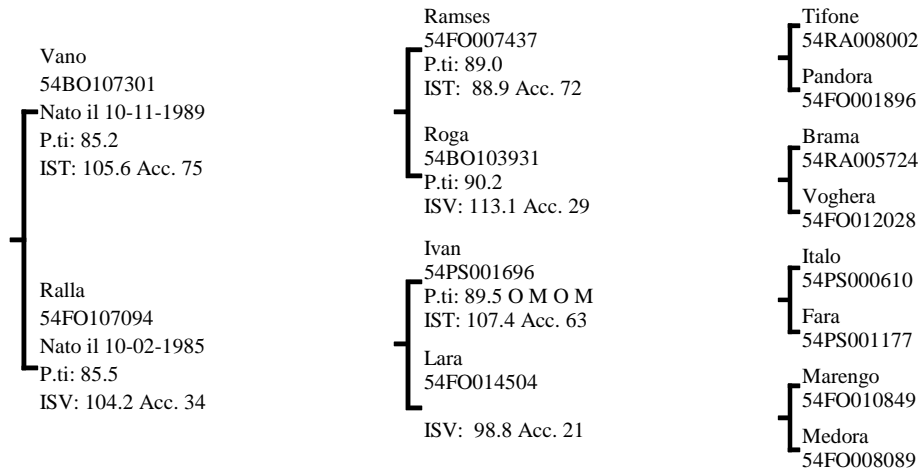 Vano
54BO107301
Nato il 10-11-1989
P.ti: 85.2
IST: 105.6 Acc. 75
Ralla
54FO107094
Nato il 10-02-1985
P.ti: 85.5
ISV: 104.2 Acc. 34
Ramses
54FO007437
P.ti: 89.0
IST: 88.9 Acc. 72
Roga
54BO103931
P.ti: 90.2
ISV: 113.1 Acc. 29
Ivan
54PS001696
P.ti: 89.5 O M O M
IST: 107.4 Acc. 63
Lara
54FO014504
ISV: 98.8 Acc. 21
Tifone
54RA008002
Pandora
54FO001896
Brama
54RA005724
Voghera
54FO012028
Italo
54PS000610
Fara
54PS001177
Marengo
54FO010849
Medora
54FO008089